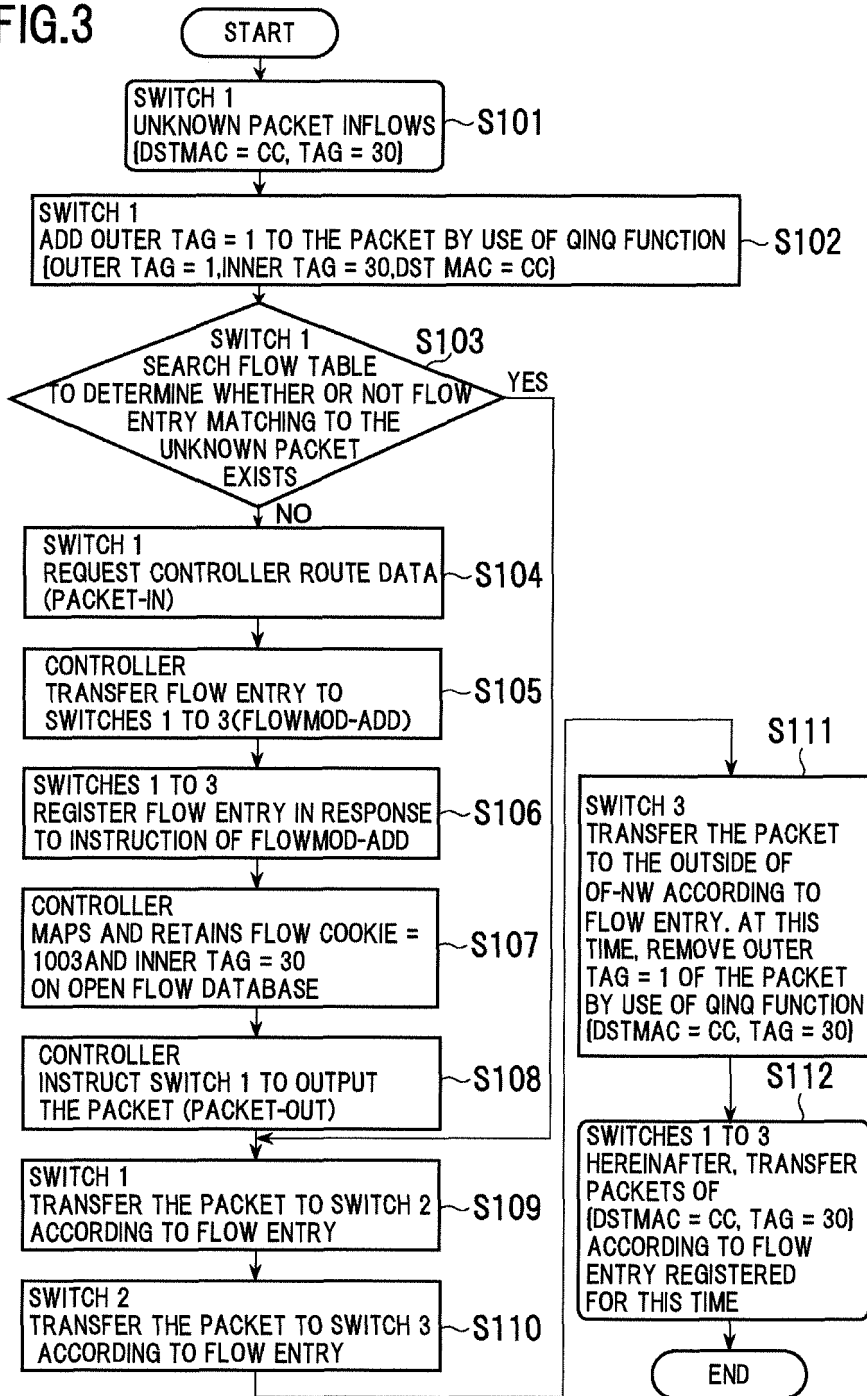 FIG.3
START
SWITCH 1
UNKNOWN PACKET INFLOWS
[DSTMAC = CC, TAG = 30]
S101
SWITCH 1
ADD OUTER TAG = 1 TO THE PACKET BY USE OF QINQ FUNCTION
[OUTER TAG = 1,INNER TAG = 30,DST MAC = CC]
S102
SWITCH 1
SEARCH FLOW TABLE
TO DETERMINE WHETHER OR NOT FLOW
ENTRY MATCHING TO THE
UNKNOWN PACKET
EXISTS
S103
YES
NO
SWITCH 1
REQUEST CONTROLLER ROUTE DATA
(PACKET-IN)
S104
CONTROLLER
TRANSFER FLOW ENTRY TO
SWITCHES 1 TO 3(FLOWMOD-ADD)
S105
SWITCHES 1 TO 3
REGISTER FLOW ENTRY IN RESPONSE
TO INSTRUCTION OF FLOWMOD-ADD
S106
CONTROLLER
MAPS AND RETAINS FLOW COOKIE =
1003AND INNER TAG = 30
ON OPEN FLOW DATABASE
S107
CONTROLLER
INSTRUCT SWITCH 1 TO OUTPUT
THE PACKET (PACKET-OUT)
S108
SWITCH 1
TRANSFER THE PACKET TO SWITCH 2
ACCORDING TO FLOW ENTRY
S109
SWITCH 2
TRANSFER THE PACKET TO SWITCH 3
ACCORDING TO FLOW ENTRY
S110
S111
SWITCH 3
TRANSFER THE PACKET
TO THE OUTSIDE OF
OF-NW ACCORDING TO
FLOW ENTRY. AT THIS
TIME, REMOVE OUTER
TAG = 1 OF THE PACKET
BY USE OF QINQ FUNCTION
[DSTMAC = CC, TAG = 30]
S112
SWITCHES 1 TO 3
HEREINAFTER, TRANSFER
PACKETS OF
[DSTMAC = CC, TAG = 30]
ACCORDING TO FLOW
ENTRY REGISTERED
FOR THIS TIME
END